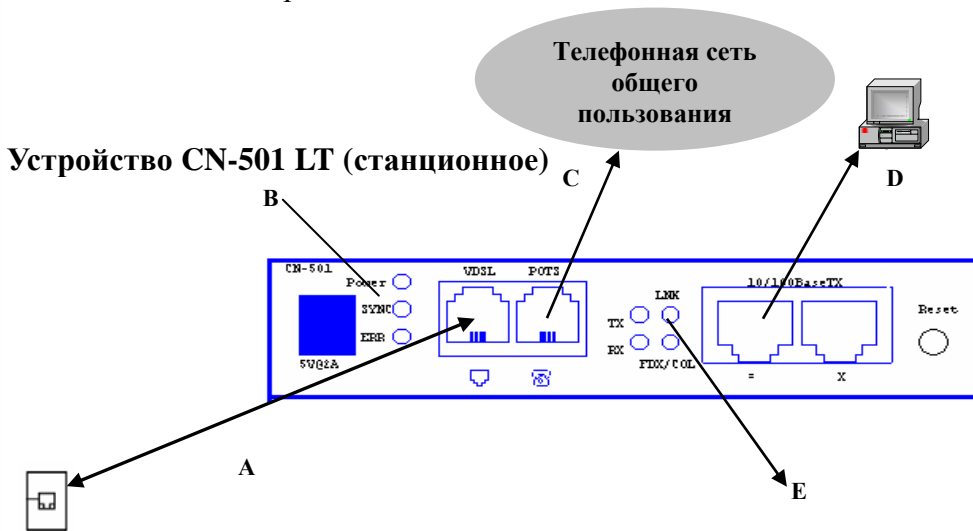 Телефонная сеть
общего
пользования
Устройство CN-501 LT (станционное)
C
D
B
CN-501
VDSL
POTS
10/100BaseTX
Power
LNK
Reset
SYNC
TX
ERR
RX
5V@2A
FDX/COL
=
X
A
E